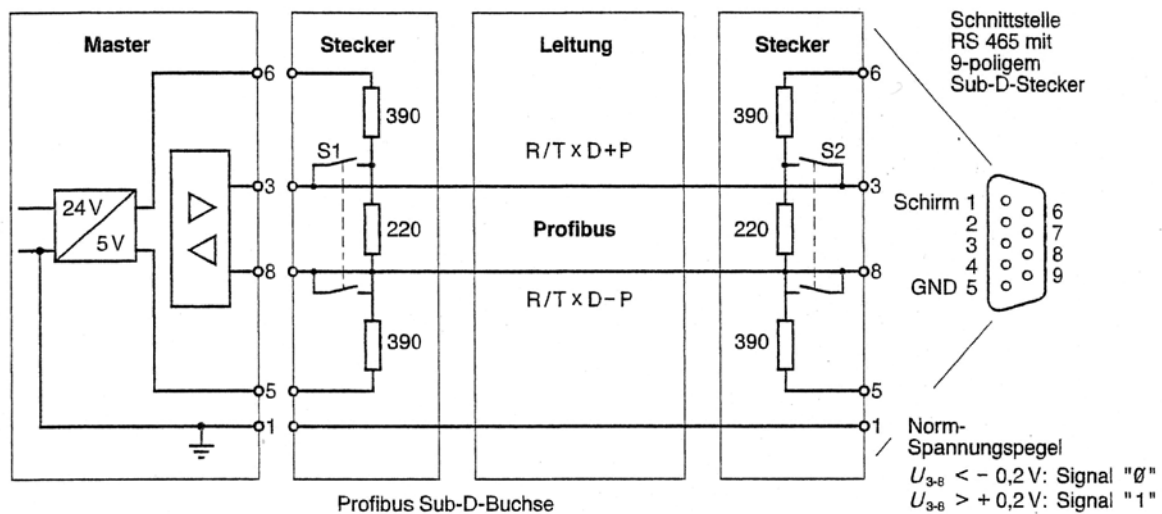 Master
Stecker
Leitung
Stecker
Schnittstelle
RS 465 mit
9-poligem
Sub-D-Stecker
6
6
390
390
S1
R/T x D+P
S2
3
3
24 V
5 V
220
Profibus
220
8
8
R/T x D–P
390
390
5
5
1
1
Schirm 1
2
3
4
GND 5
6
7
8
9
Norm-
Spannungspegel
U3-8 < – 0,2 V: Signal "0"
U3-8 > + 0,2 V: Signal "1"
Profibus Sub-D-Buchse